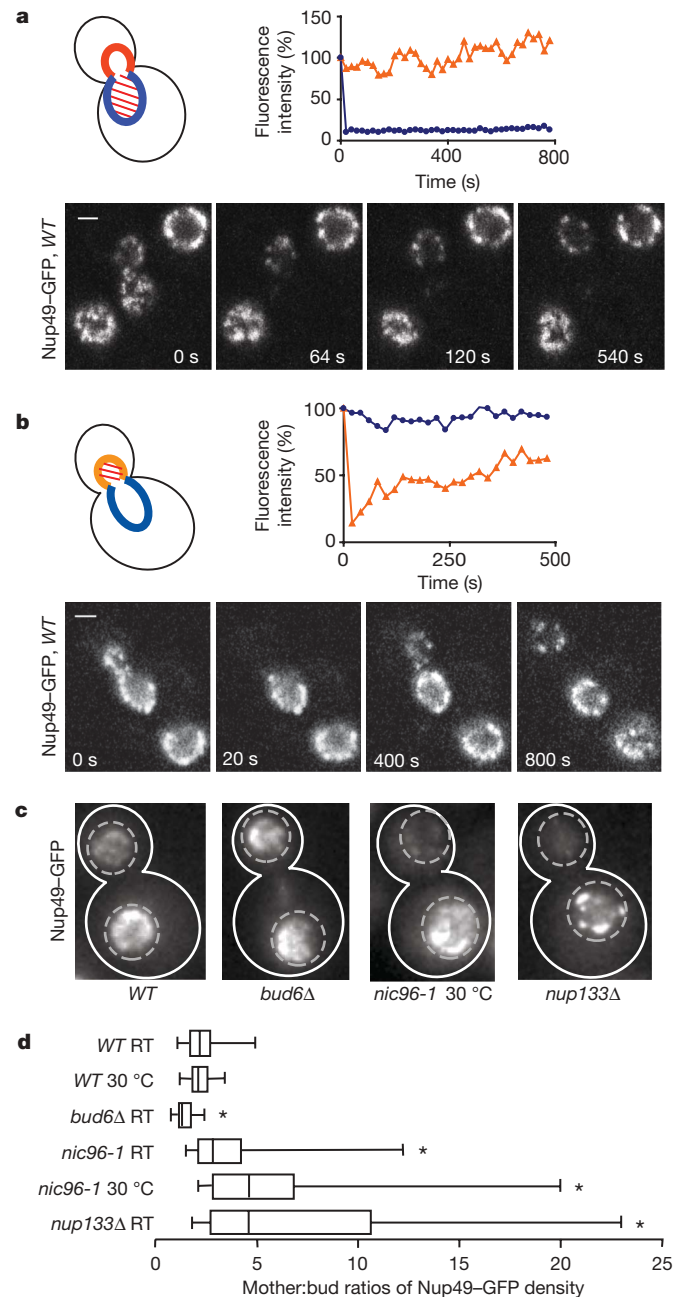 a
Fluorescence
intensity (%)
150
100
50
0
0
400
800
Time (s)
Nup49–GFP, WT
0 s
64 s
120 s
540 s
b
Fluorescence
intensity (%)
100
50
0
0
250
500
Time (s)
Nup49–GFP, WT
0 s
20 s
400 s
800 s
c
Nup49–GFP
WT
bud6Δ
nic96-1 30 °C
nup133Δ
d
WT RT
WT 30 °C
bud6Δ RT
*
nic96-1 RT
*
nic96-1 30 °C
*
nup133Δ RT
*
0 5 10 15 20 25
Mother:bud ratios of Nup49–GFP density